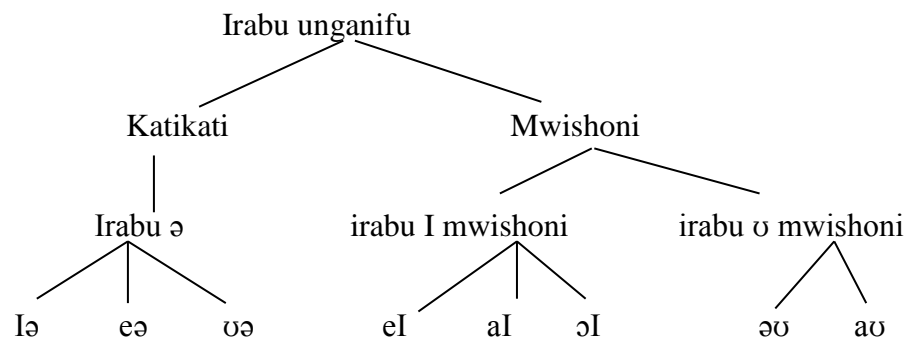 Irabu unganifu
Katikati Mwishoni
Irabu ə irabu I mwishoni irabu ʊ mwishoni
Iə eə ʊə eI aI ɔI əʊ aʊ